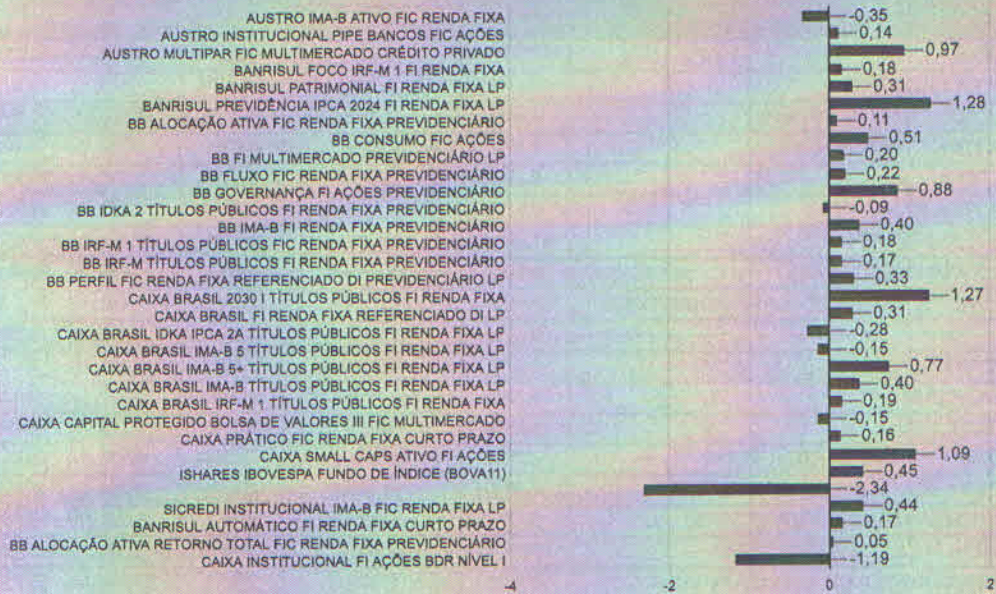 AUSTRO IMA-B ATIVO FIC RENDA FIXA -0,35
AUSTRO INSTITUCIONAL PIPE BANCOS FIC AÇÕES 0,14
AUSTRO MULTIPAR FIC MULTIMERCADO CRÉDITO PRIVADO 0,97
BANRISUL FOCO IRF-M 1 FI RENDA FIXA 0,18
BANRISUL PATRIMONIAL FI RENDA FIXA LP 0,31
BANRISUL PREVIDÊNCIA IPCA 2024 FI RENDA FIXA LP 1,28
BB ALOCAÇÃO ATIVA FIC RENDA FIXA PREVIDENCIÁRIO 0,11
BB CONSUMO FIC AÇÕES 0,51
BB FI MULTIMERCADO PREVIDENCIÁRIO LP 0,20
BB FLUXO FIC RENDA FIXA PREVIDENCIÁRIO 0,22
BB GOVERNANÇA FI AÇÕES PREVIDENCIÁRIO 0,88
BB IDKA 2 TÍTULOS PÚBLICOS FI RENDA FIXA PREVIDENCIÁRIO -0,09
BB IMA-B FI RENDA FIXA PREVIDENCIÁRIO 0,40
BB IRF-M 1 TÍTULOS PÚBLICOS FIC RENDA FIXA PREVIDENCIÁRIO 0,18
BB IRF-M TÍTULOS PÚBLICOS FI RENDA FIXA PREVIDENCIÁRIO 0,17
BB PERFIL FIC RENDA FIXA REFERENCIADO DI PREVIDENCIÁRIO LP 0,33
CAIXA BRASIL 2030 I TÍTULOS PÚBLICOS FI RENDA FIXA 1,27
CAIXA BRASIL FI RENDA FIXA REFERENCIADO DI LP 0,31
CAIXA BRASIL IDKA IPCA 2A TÍTULOS PÚBLICOS FI RENDA FIXA LP -0,28
CAIXA BRASIL IMA-B 5 TÍTULOS PÚBLICOS FI RENDA FIXA LP -0,15
CAIXA BRASIL IMA-B 5+ TÍTULOS PÚBLICOS FI RENDA FIXA LP 0,77
CAIXA BRASIL IMA-B TÍTULOS PÚBLICOS FI RENDA FIXA LP 0,40
CAIXA BRASIL IRF-M 1 TÍTULOS PÚBLICOS FI RENDA FIXA 0,19
CAIXA CAPITAL PROTEGIDO BOLSA DE VALORES III FIC MULTIMERCADO -0,15
CAIXA PRÁTICO FIC RENDA FIXA CURTO PRAZO 0,16
CAIXA SMALL CAPS ATIVO FI AÇÕES 1,09
ISHARES IBOVESPA FUNDO DE ÍNDICE (BOVA11) 0,45
-2,34
SICREDI INSTITUCIONAL IMA-B FIC RENDA FIXA LP 0,44
BANRISUL AUTOMÁTICO FI RENDA FIXA CURTO PRAZO 0,17
BB ALOCAÇÃO ATIVA RETORNO TOTAL FIC RENDA FIXA PREVIDENCIÁRIO 0,05
CAIXA INSTITUCIONAL FI AÇÕES BDR NÍVEL I -1,19
-4 -2 0 2